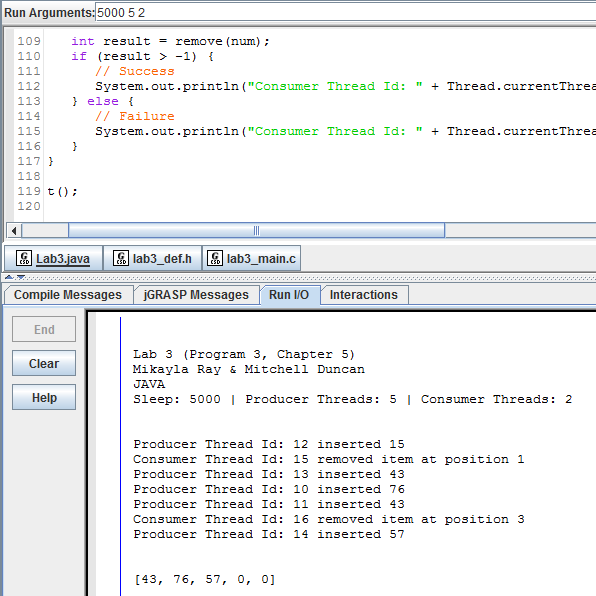 Run Arguments: 5000 5 2
109 int result = remove(num);
110 if (result > -1) {
111 // Success
112 System.out.println("Consumer Thread Id: " + Thread.currentThrea
113 } else {
114 // Failure
115 System.out.println("Consumer Thread Id: " + Thread.currentThrea
116 }
117 }
118
119 t();
120
Lab3.java lab3_def.h lab3_main.c
Compile Messages jGRASP Messages Run I/O Interactions
End
Clear
Help
Lab 3 (Program 3, Chapter 5)
Mikayla Ray & Mitchell Duncan
JAVA
Sleep: 5000 | Producer Threads: 5 | Consumer Threads: 2
Producer Thread Id: 12 inserted 15
Consumer Thread Id: 15 removed item at position 1
Producer Thread Id: 13 inserted 43
Producer Thread Id: 10 inserted 76
Producer Thread Id: 11 inserted 43
Consumer Thread Id: 16 removed item at position 3
Producer Thread Id: 14 inserted 57
[43, 76, 57, 0, 0]